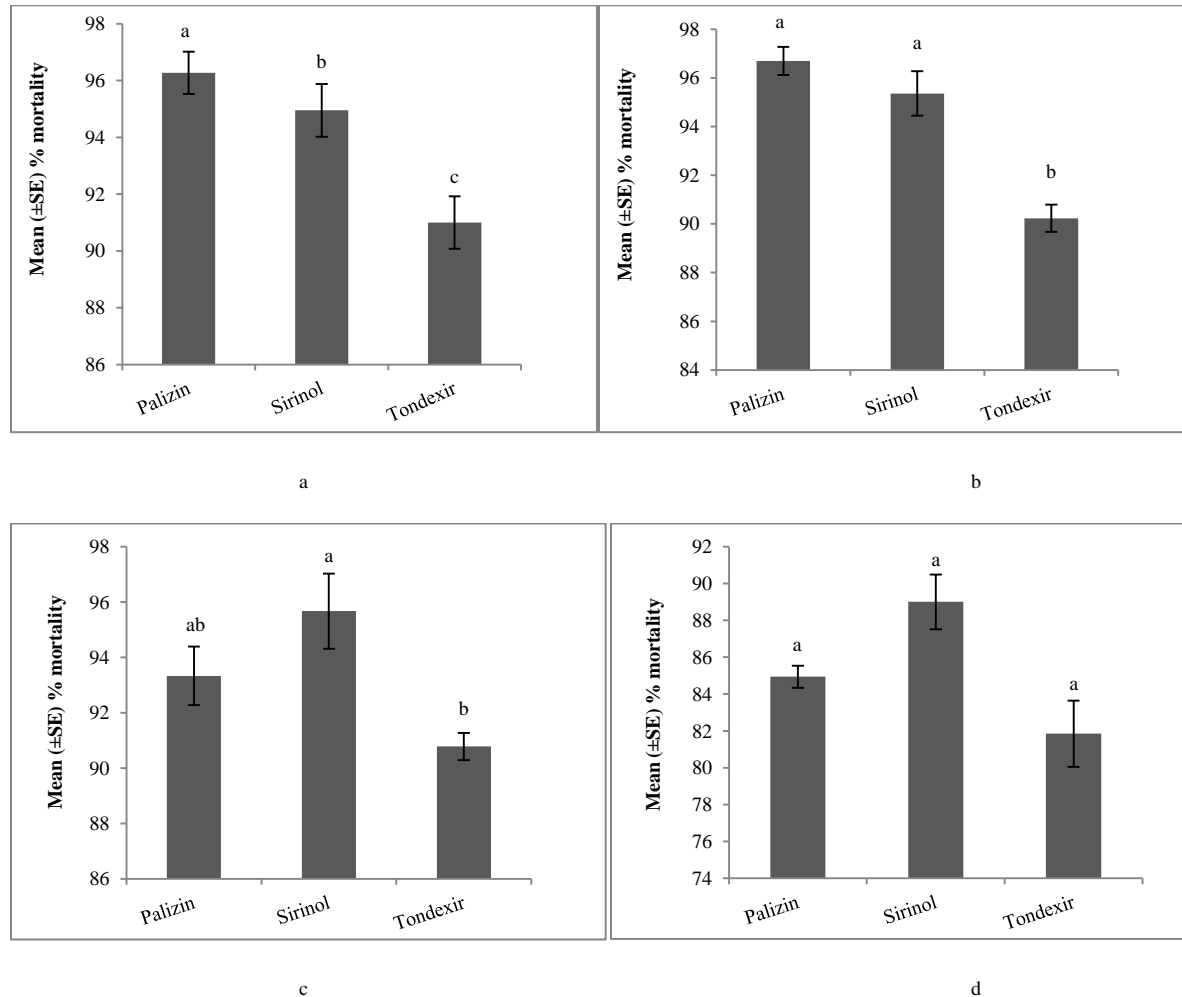 Mean (±SE) % mortality
98
96
94
92
90
88
86
a
b
c
Palizin
Sirinol
Tondexir
a
Mean (±SE) % mortality
98
96
94
92
90
88
86
84
a
a
b
Palizin
Sirinol
Tondexir
b
Mean (±SE) % mortality
98
96
94
92
90
88
86
ab
a
b
Palizin
Sirinol
Tondexir
c
Mean (±SE) % mortality
92
90
88
86
84
82
80
78
76
74
a
a
a
Palizin
Sirinol
Tondexir
d